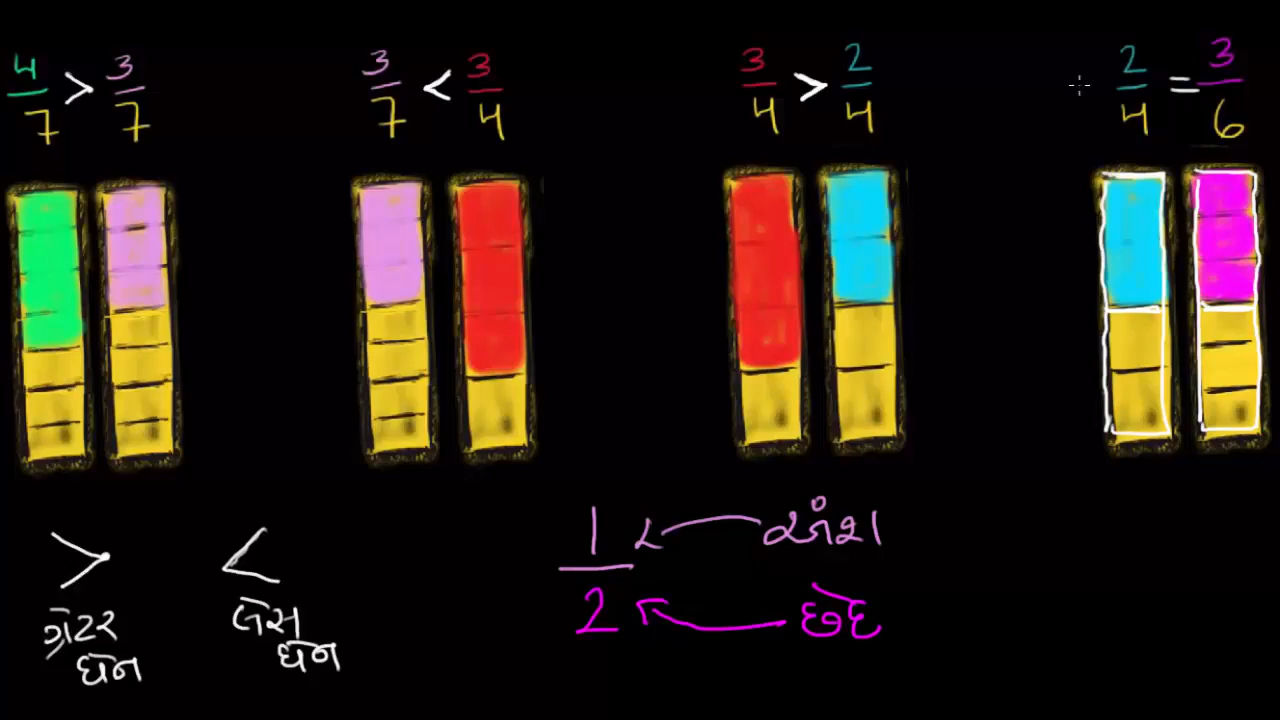 4/7 > 3/7
3/7 < 3/4
3/4 > 2/4
2/4 = 3/6
>
ગ્રેટર
ધેન
<
લેસ
ધેન
1 અંશ
2 છેદ